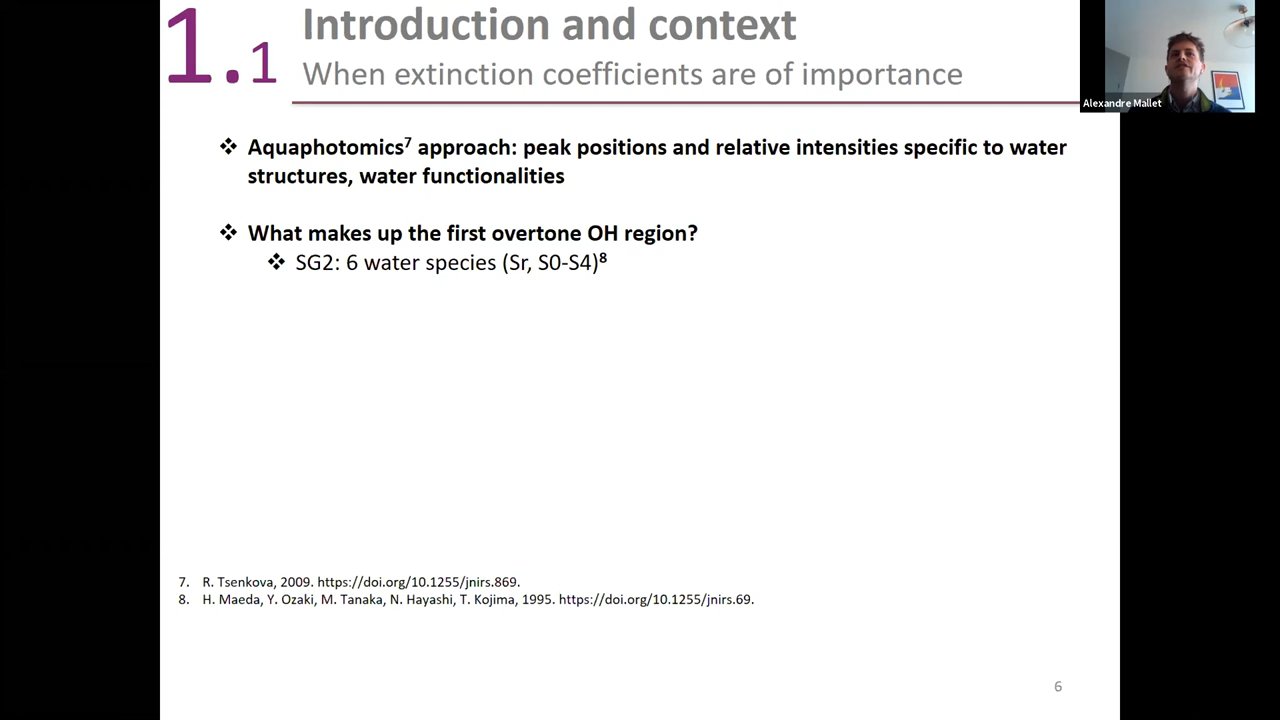 1.1
Introduction and context
When extinction coefficients are of importance
Alexandre Mallet
❖ Aquaphotomics⁷ approach: peak positions and relative intensities specific to water
structures, water functionalities
❖ What makes up the first overtone OH region?
❖ SG2: 6 water species (Sr, S0-S4)⁸
7. R. Tsenkova, 2009. https://doi.org/10.1255/jnirs.869.
8. H. Maeda, Y. Ozaki, M. Tanaka, N. Hayashi, T. Kojima, 1995. https://doi.org/10.1255/jnirs.69.
6